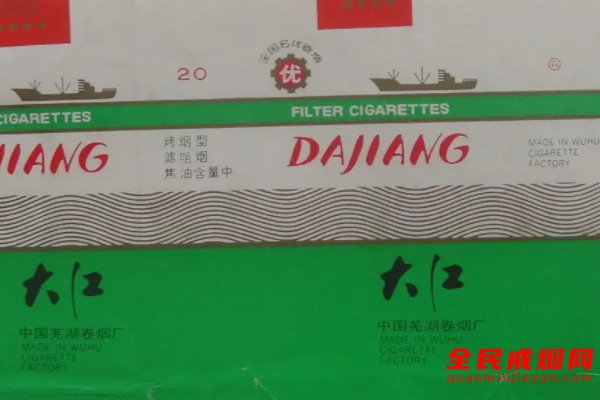 20
全国名优卷烟
优
CIGARETTES
FILTER CIGARETTES
JIANG
烤烟型
滤咀烟
焦油含量中
DAJIANG
MADE IN WUHU
CIGARETTE
FACTORY
大江
中国芜湖卷烟厂
MADE IN WUHU
CIGARETTE
FACTORY
大江
中国芜湖卷烟厂
MADE IN WUHU
CIGARETTE
FACTORY
全民戒烟网
quanminjieyan.com